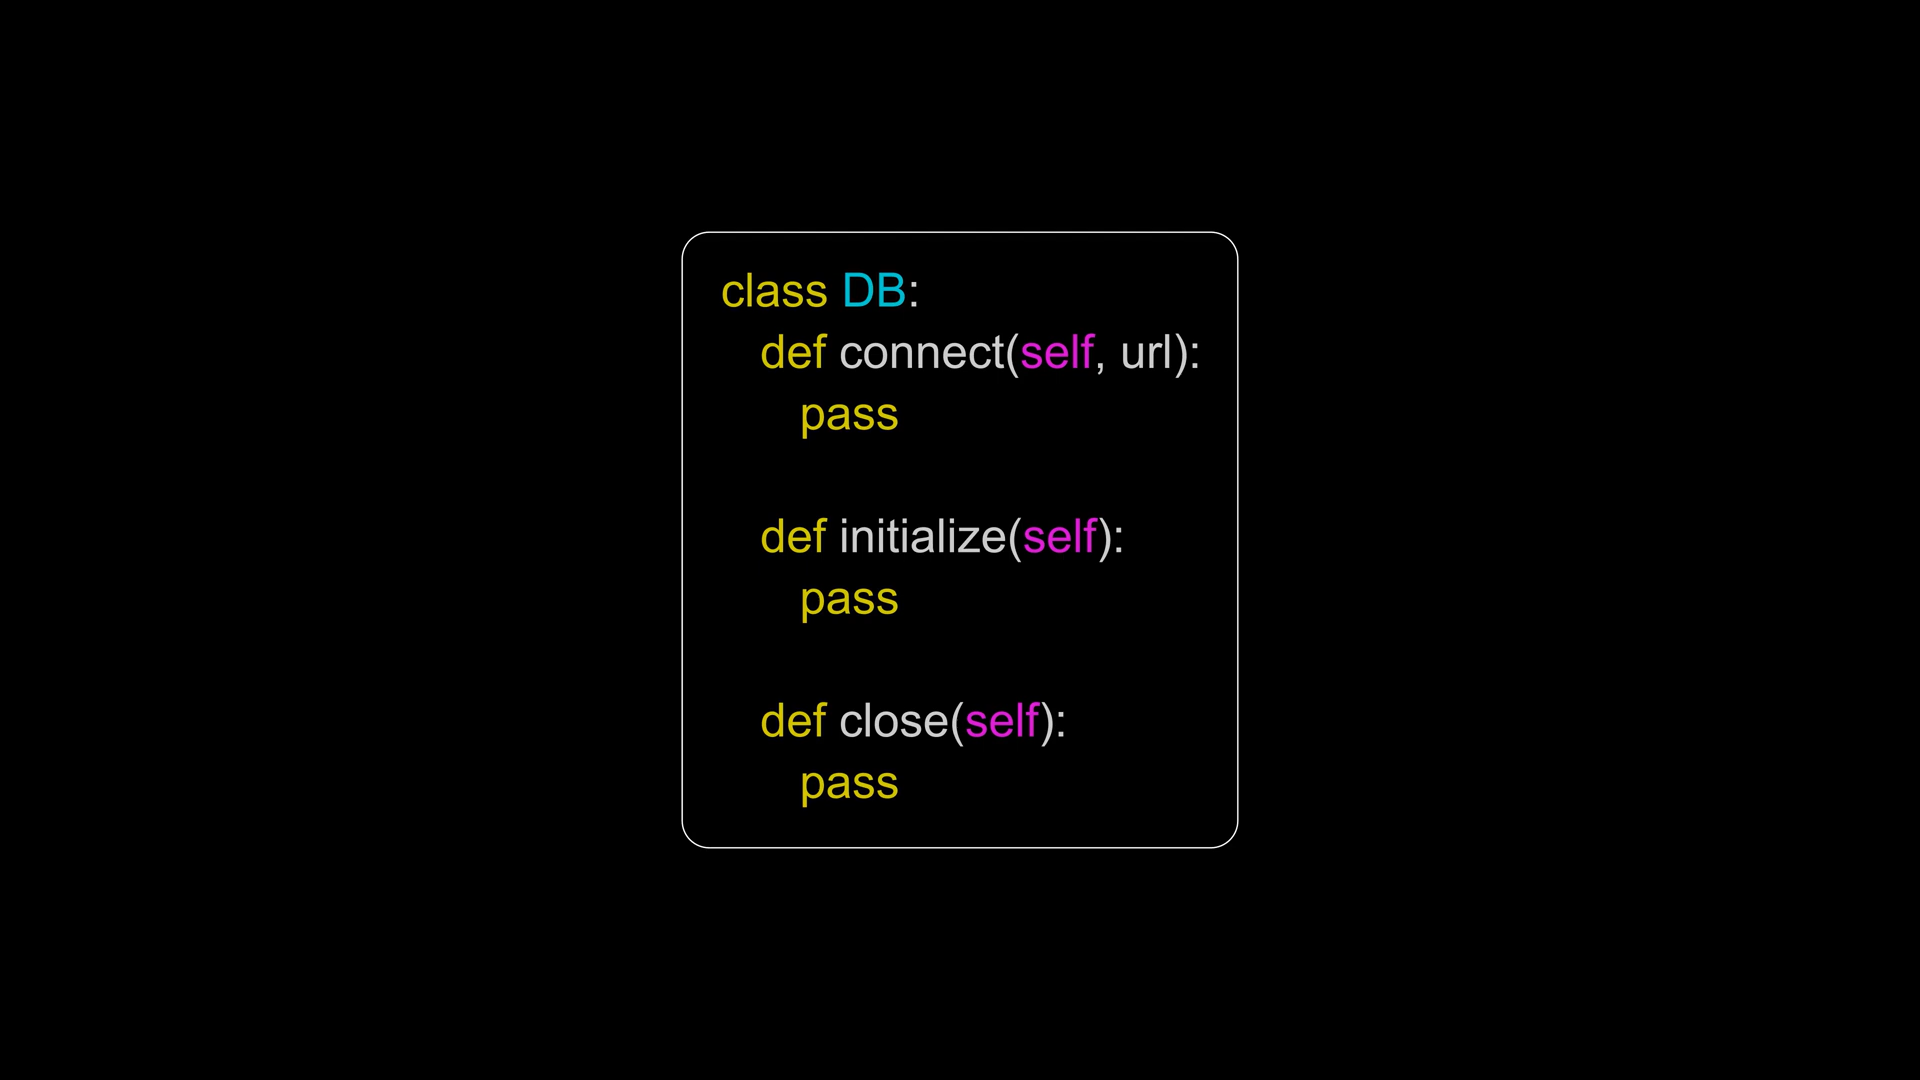 class DB:
def connect(self, url):
pass
def initialize(self):
pass
def close(self):
pass